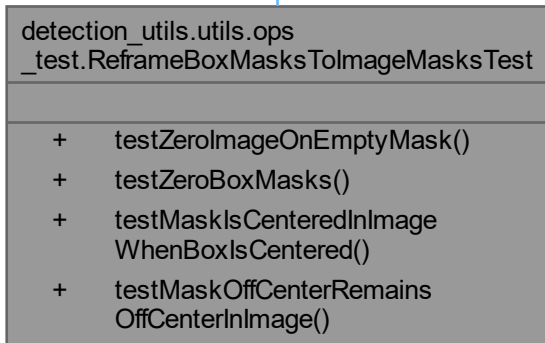 detection_utils.utils.ops
_test.ReframeBoxMasksToImageMasksTest
+ testZeroImageOnEmptyMask()
+ testZeroBoxMasks()
+ testMaskIsCenteredInImage
WhenBoxIsCentered()
+ testMaskOffCenterRemains
OffCenterInImage()